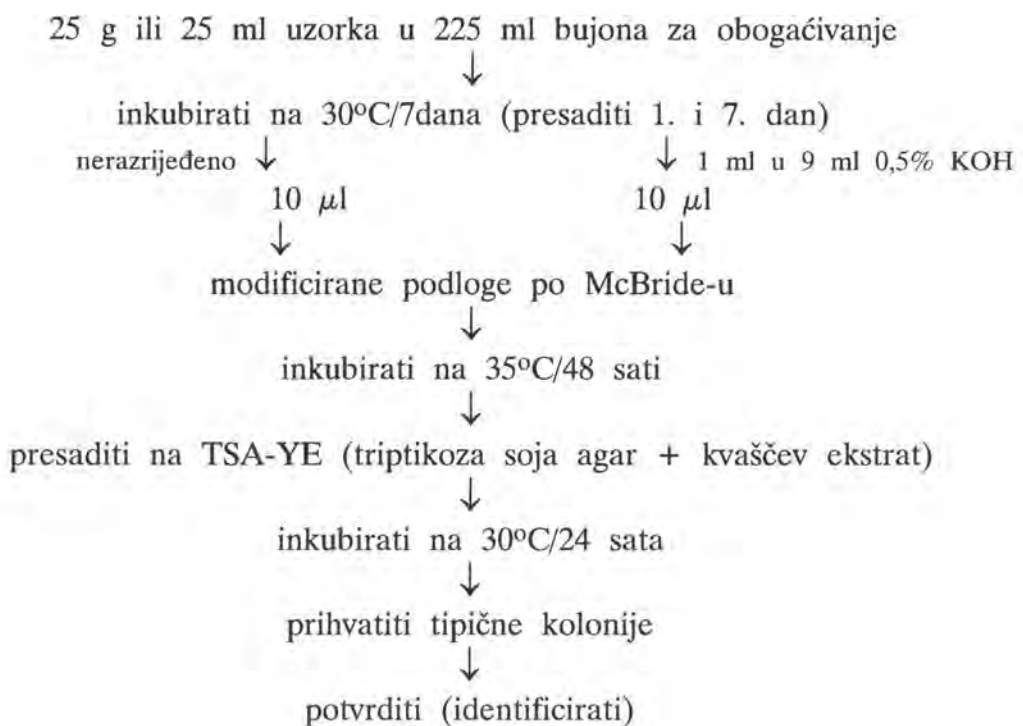 25 g ili 25 ml uzorka u 225 ml bujona za obogaćivanje
↓
inkubirati na 30°C/7dana (presaditi 1. i 7. dan)
nerazrijeđeno ↓ ↓ 1 ml u 9 ml 0,5% KOH
10 µl 10 µl
↓ ↓
modificirane podloge po McBride-u
↓
inkubirati na 35°C/48 sati
↓
presaditi na TSA-YE (triptikoza soja agar + kvaščev ekstrat)
↓
inkubirati na 30°C/24 sata
↓
prihvatiti tipične kolonije
↓
potvrditi (identificirati)